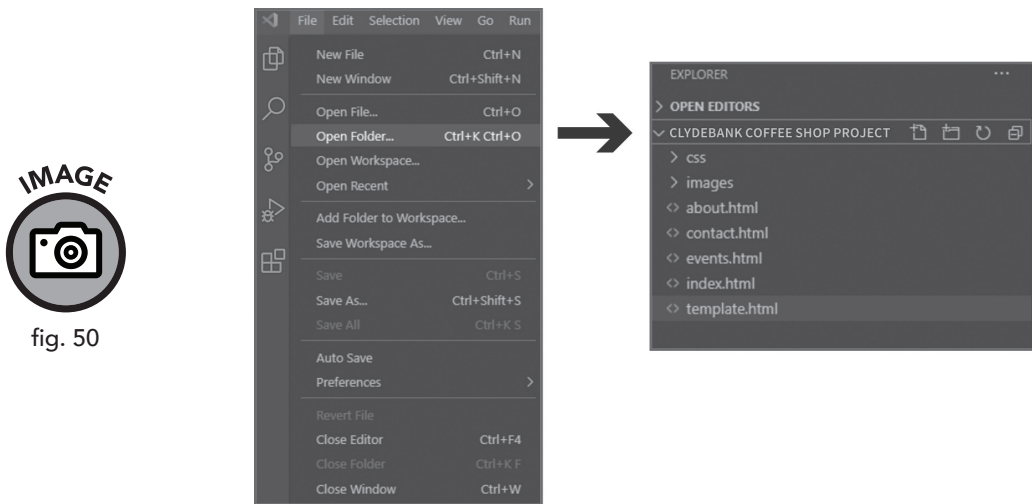 IMAGE
fig. 50
File Edit Selection View Go Run
New File Ctrl+N
New Window Ctrl+Shift+N
Open File... Ctrl+O
Open Folder... Ctrl+K Ctrl+O
Open Workspace...
Open Recent
Add Folder to Workspace...
Save Workspace As...
Save Ctrl+S
Save As... Ctrl+Shift+S
Save All Ctrl+K S
Auto Save
Preferences
Revert File
Close Editor Ctrl+F4
Close Folder Ctrl+K F
Close Window Ctrl+W
EXPLORER
OPEN EDITORS
CLYDEBANK COFFEE SHOP PROJECT
css
images
about.html
contact.html
events.html
index.html
template.html